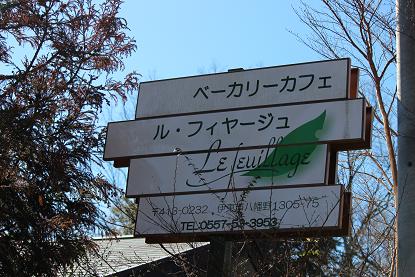 ベーカリーカフェ
ル・フィヤージュ
Le feuillage
〒413-0232 伊東市八幡野1305-75
TEL:0557-53-3953